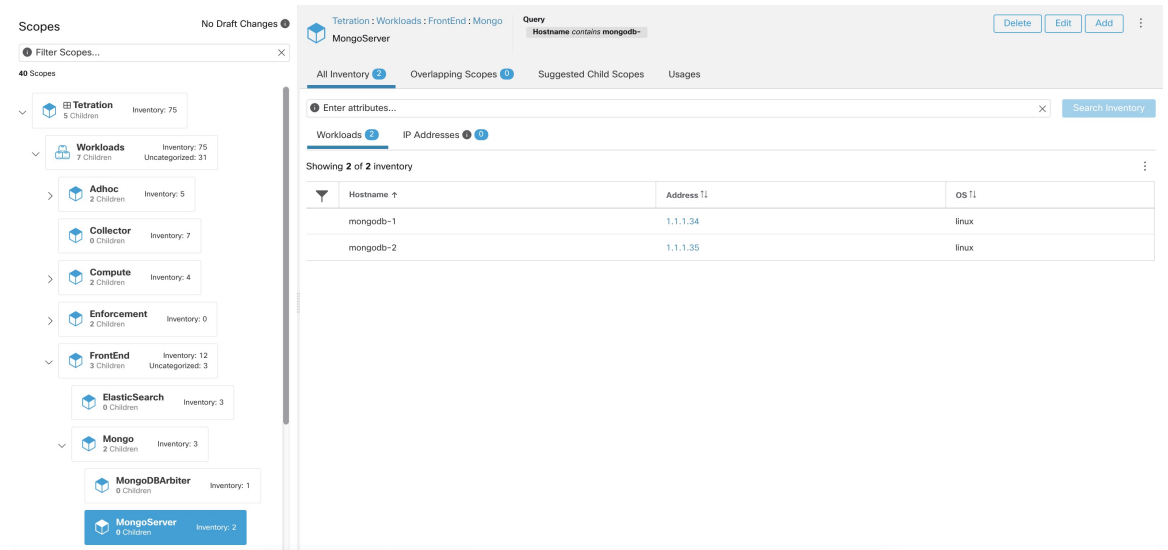 Scopes
No Draft Changes
Filter Scopes...
40 Scopes
Tetration
5 Children
Inventory: 75
Workloads
7 Children
Inventory: 75
Uncategorized: 31
Adhoc
2 Children
Inventory: 5
Collector
0 Children
Inventory: 7
Compute
2 Children
Inventory: 4
Enforcement
2 Children
Inventory: 0
FrontEnd
3 Children
Inventory: 12
Uncategorized: 3
ElasticSearch
0 Children
Inventory: 3
Mongo
2 Children
Inventory: 3
MongoDBArbiter
0 Children
Inventory: 1
MongoServer
0 Children
Inventory: 2
Tetration : Workloads : FrontEnd : Mongo
MongoServer
Query
Hostname contains mongodb-
Delete Edit Add
All Inventory 2 Overlapping Scopes 0 Suggested Child Scopes Usages
Enter attributes...
Search Inventory
Workloads 2 IP Addresses 0
Showing 2 of 2 inventory
Hostname ↑ Address ↑↓ OS ↑↓
mongodb-1 1.1.1.34 linux
mongodb-2 1.1.1.35 linux